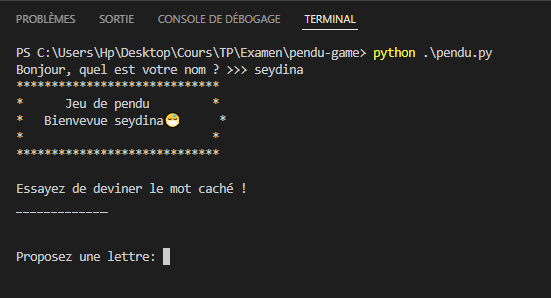 PROBLÈMES SORTIE CONSOLE DE DÉBOGAGE TERMINAL
PS C:\Users\Hp\Desktop\Cours\TP\Examen\pendu-game> python .\pendu.py
Bonjour, quel est votre nom ? >>> seydina
*****************************
*      Jeu de pendu         *
*   Bienvevue seydina😷      *
*                           *
*****************************
Essayez de deviner le mot caché !
_____________
Proposez une lettre: